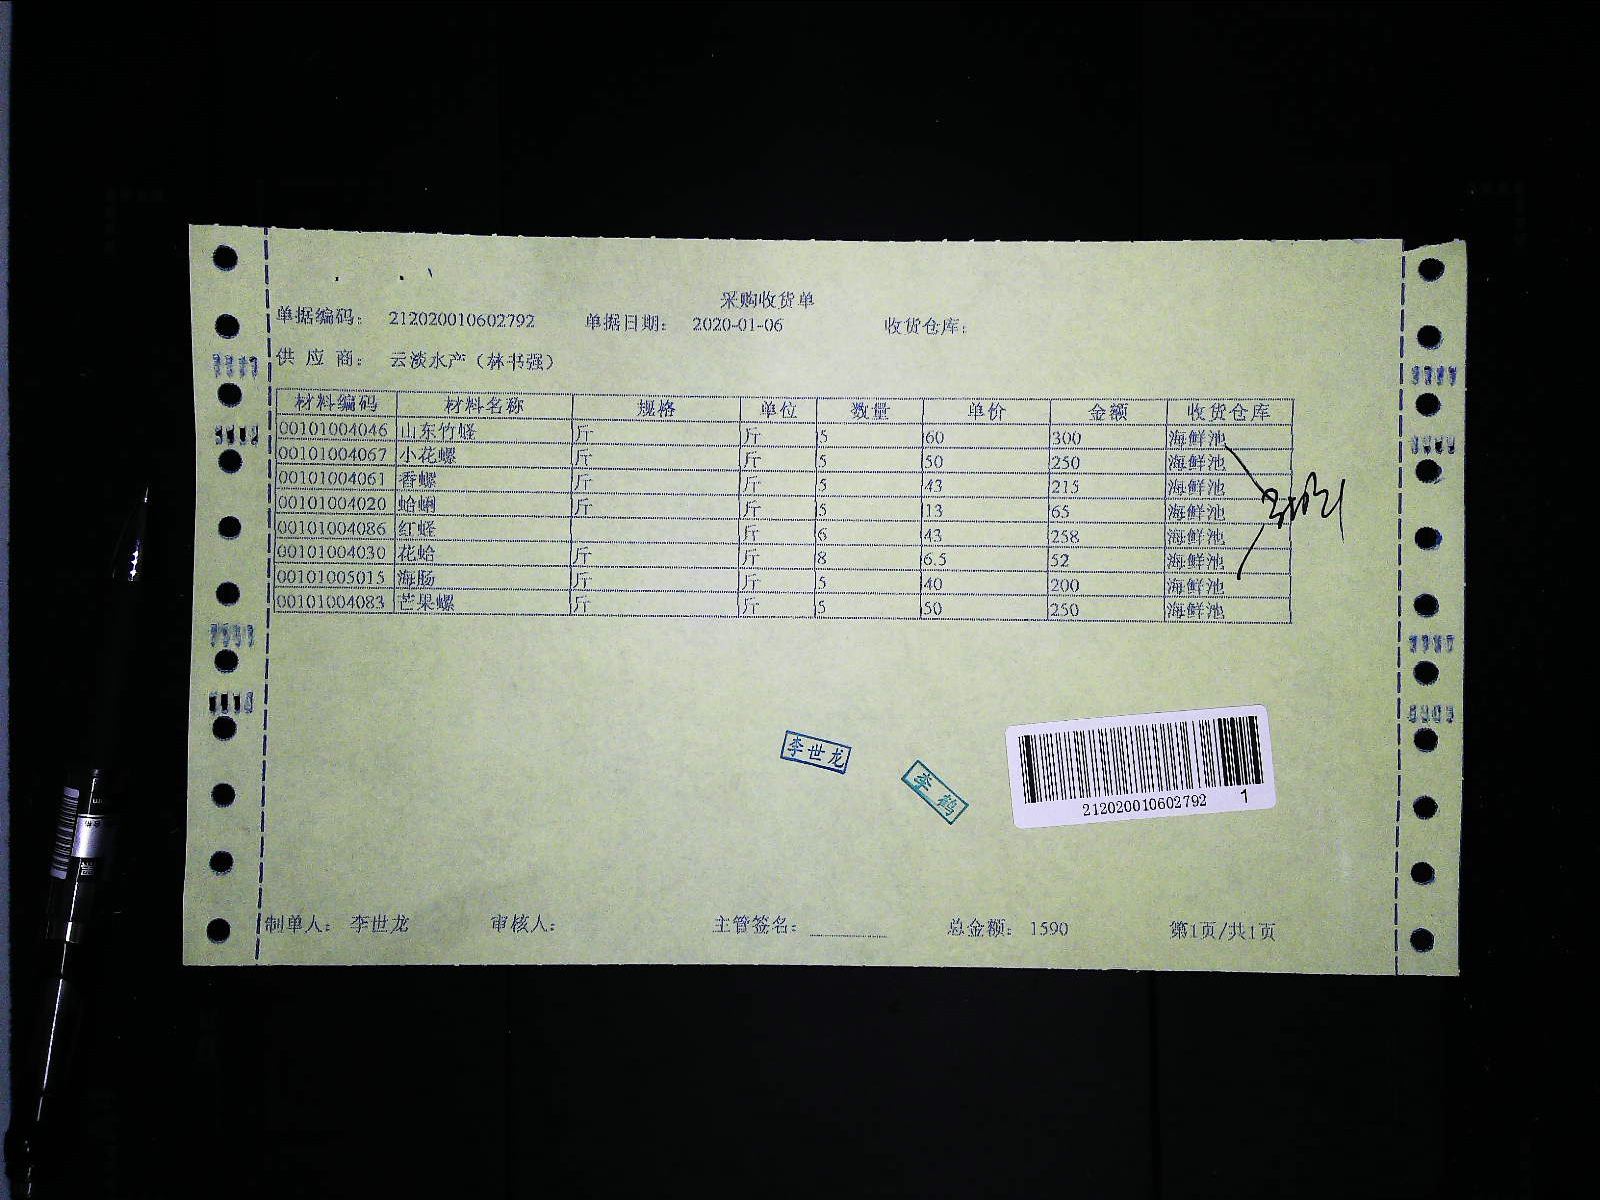 采购收货单
单据编码: 212020010602792 单据日期: 2020-01-06 收货仓库:
供应商: 云淡水产（林书强）
材料编码 材料名称 规格 单位 数量 单价 金额 收货仓库
00101004046 山东竹蛏 斤 斤 5 60 300 海鲜池
00101004067 小花螺 斤 斤 5 50 250 海鲜池
00101004061 香螺 斤 斤 5 43 215 海鲜池
00101004020 蛤蜊 斤 斤 5 13 65 海鲜池
00101004086 红蛏 斤 6 43 258 海鲜池
00101004030 花蛤 斤 斤 8 6.5 52 海鲜池
00101005015 海肠 斤 斤 5 40 200 海鲜池
00101004083 芒果螺 斤 斤 5 50 250 海鲜池
李世龙
李鹤
212020010602792 1
制单人: 李世龙 审核人: 主管签名: 总金额: 1590 第1页/共1页